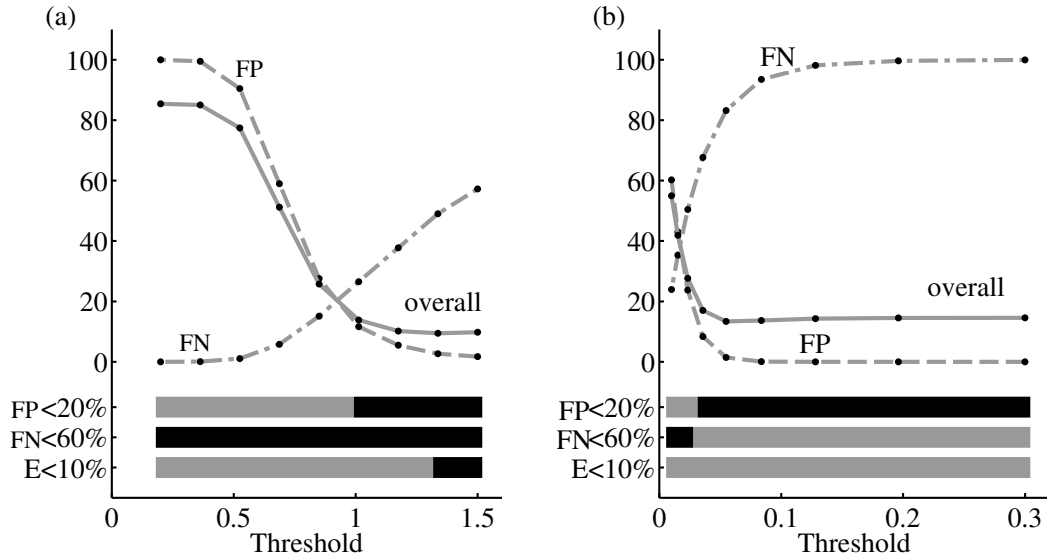 (a)
100
80
60
40
20
0
FP
FN
overall
FP<20%
FN<60%
E<10%
0
0.5
1
1.5
Threshold
(b)
100
80
60
40
20
0
FN
overall
FP
FP<20%
FN<60%
E<10%
0
0.1
0.2
0.3
Threshold